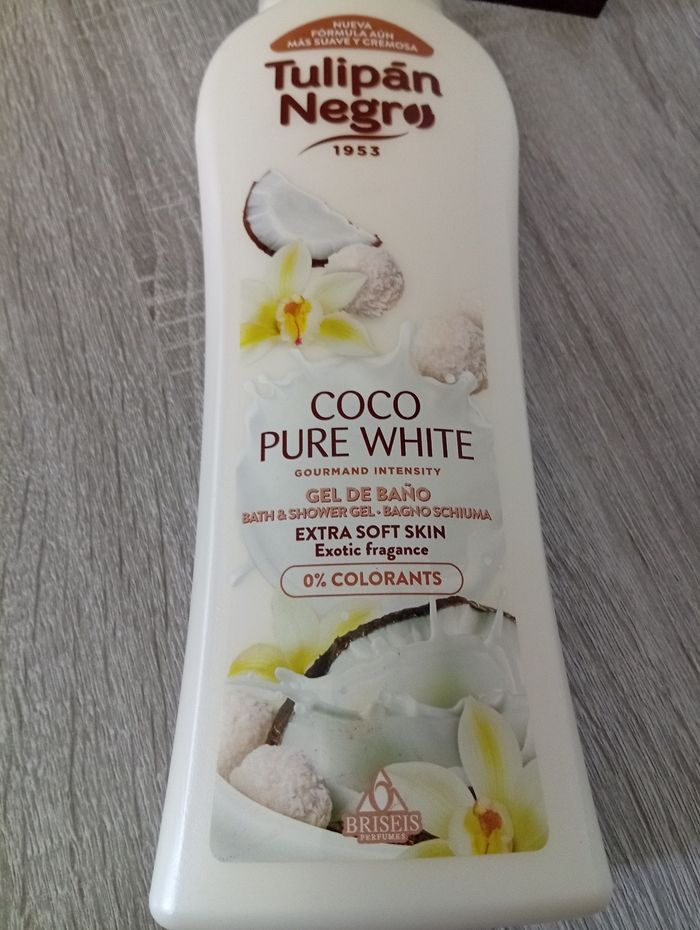 NUEVA
FÓRMULA AÚN
MÁS SUAVE Y CREMOSA
Tulipán
Negro
1953
COCO
PURE WHITE
GOURMAND INTENSITY
GEL DE BAÑO
BATH & SHOWER GEL • BAGNO SCHIUMA
EXTRA SOFT SKIN
Exotic fragance
0% COLORANTS
BRISEIS
PERFUMES